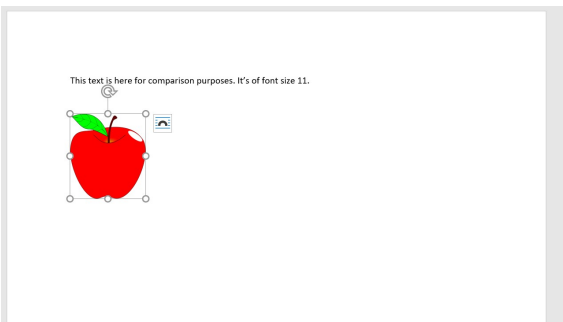 This text is here for comparison purposes. It’s of font size 11.